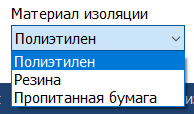 Материал изоляции
Полиэтилен
Полиэтилен
Резина
Пропитанная бумага